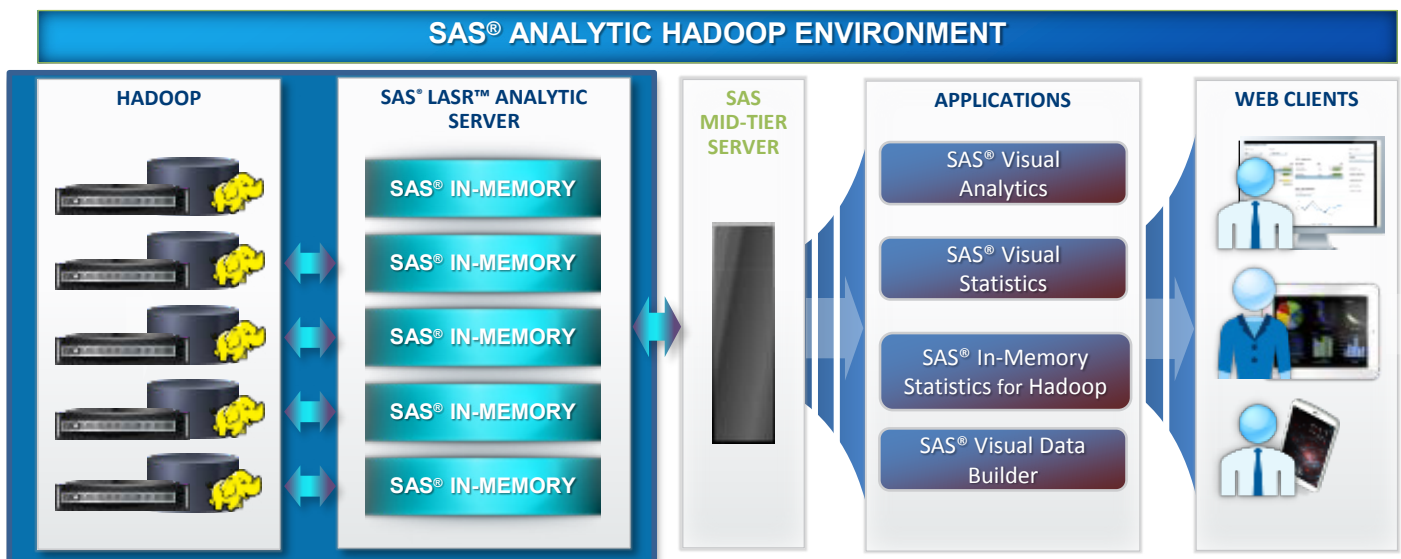 SAS® ANALYTIC HADOOP ENVIRONMENT
HADOOP
SAS® LASR™ ANALYTIC
SERVER
SAS® IN-MEMORY
SAS® IN-MEMORY
SAS® IN-MEMORY
SAS® IN-MEMORY
SAS® IN-MEMORY
SAS
MID-TIER
SERVER
APPLICATIONS
SAS® Visual
Analytics
SAS® Visual
Statistics
SAS® In-Memory
Statistics for Hadoop
SAS® Visual Data
Builder
WEB CLIENTS